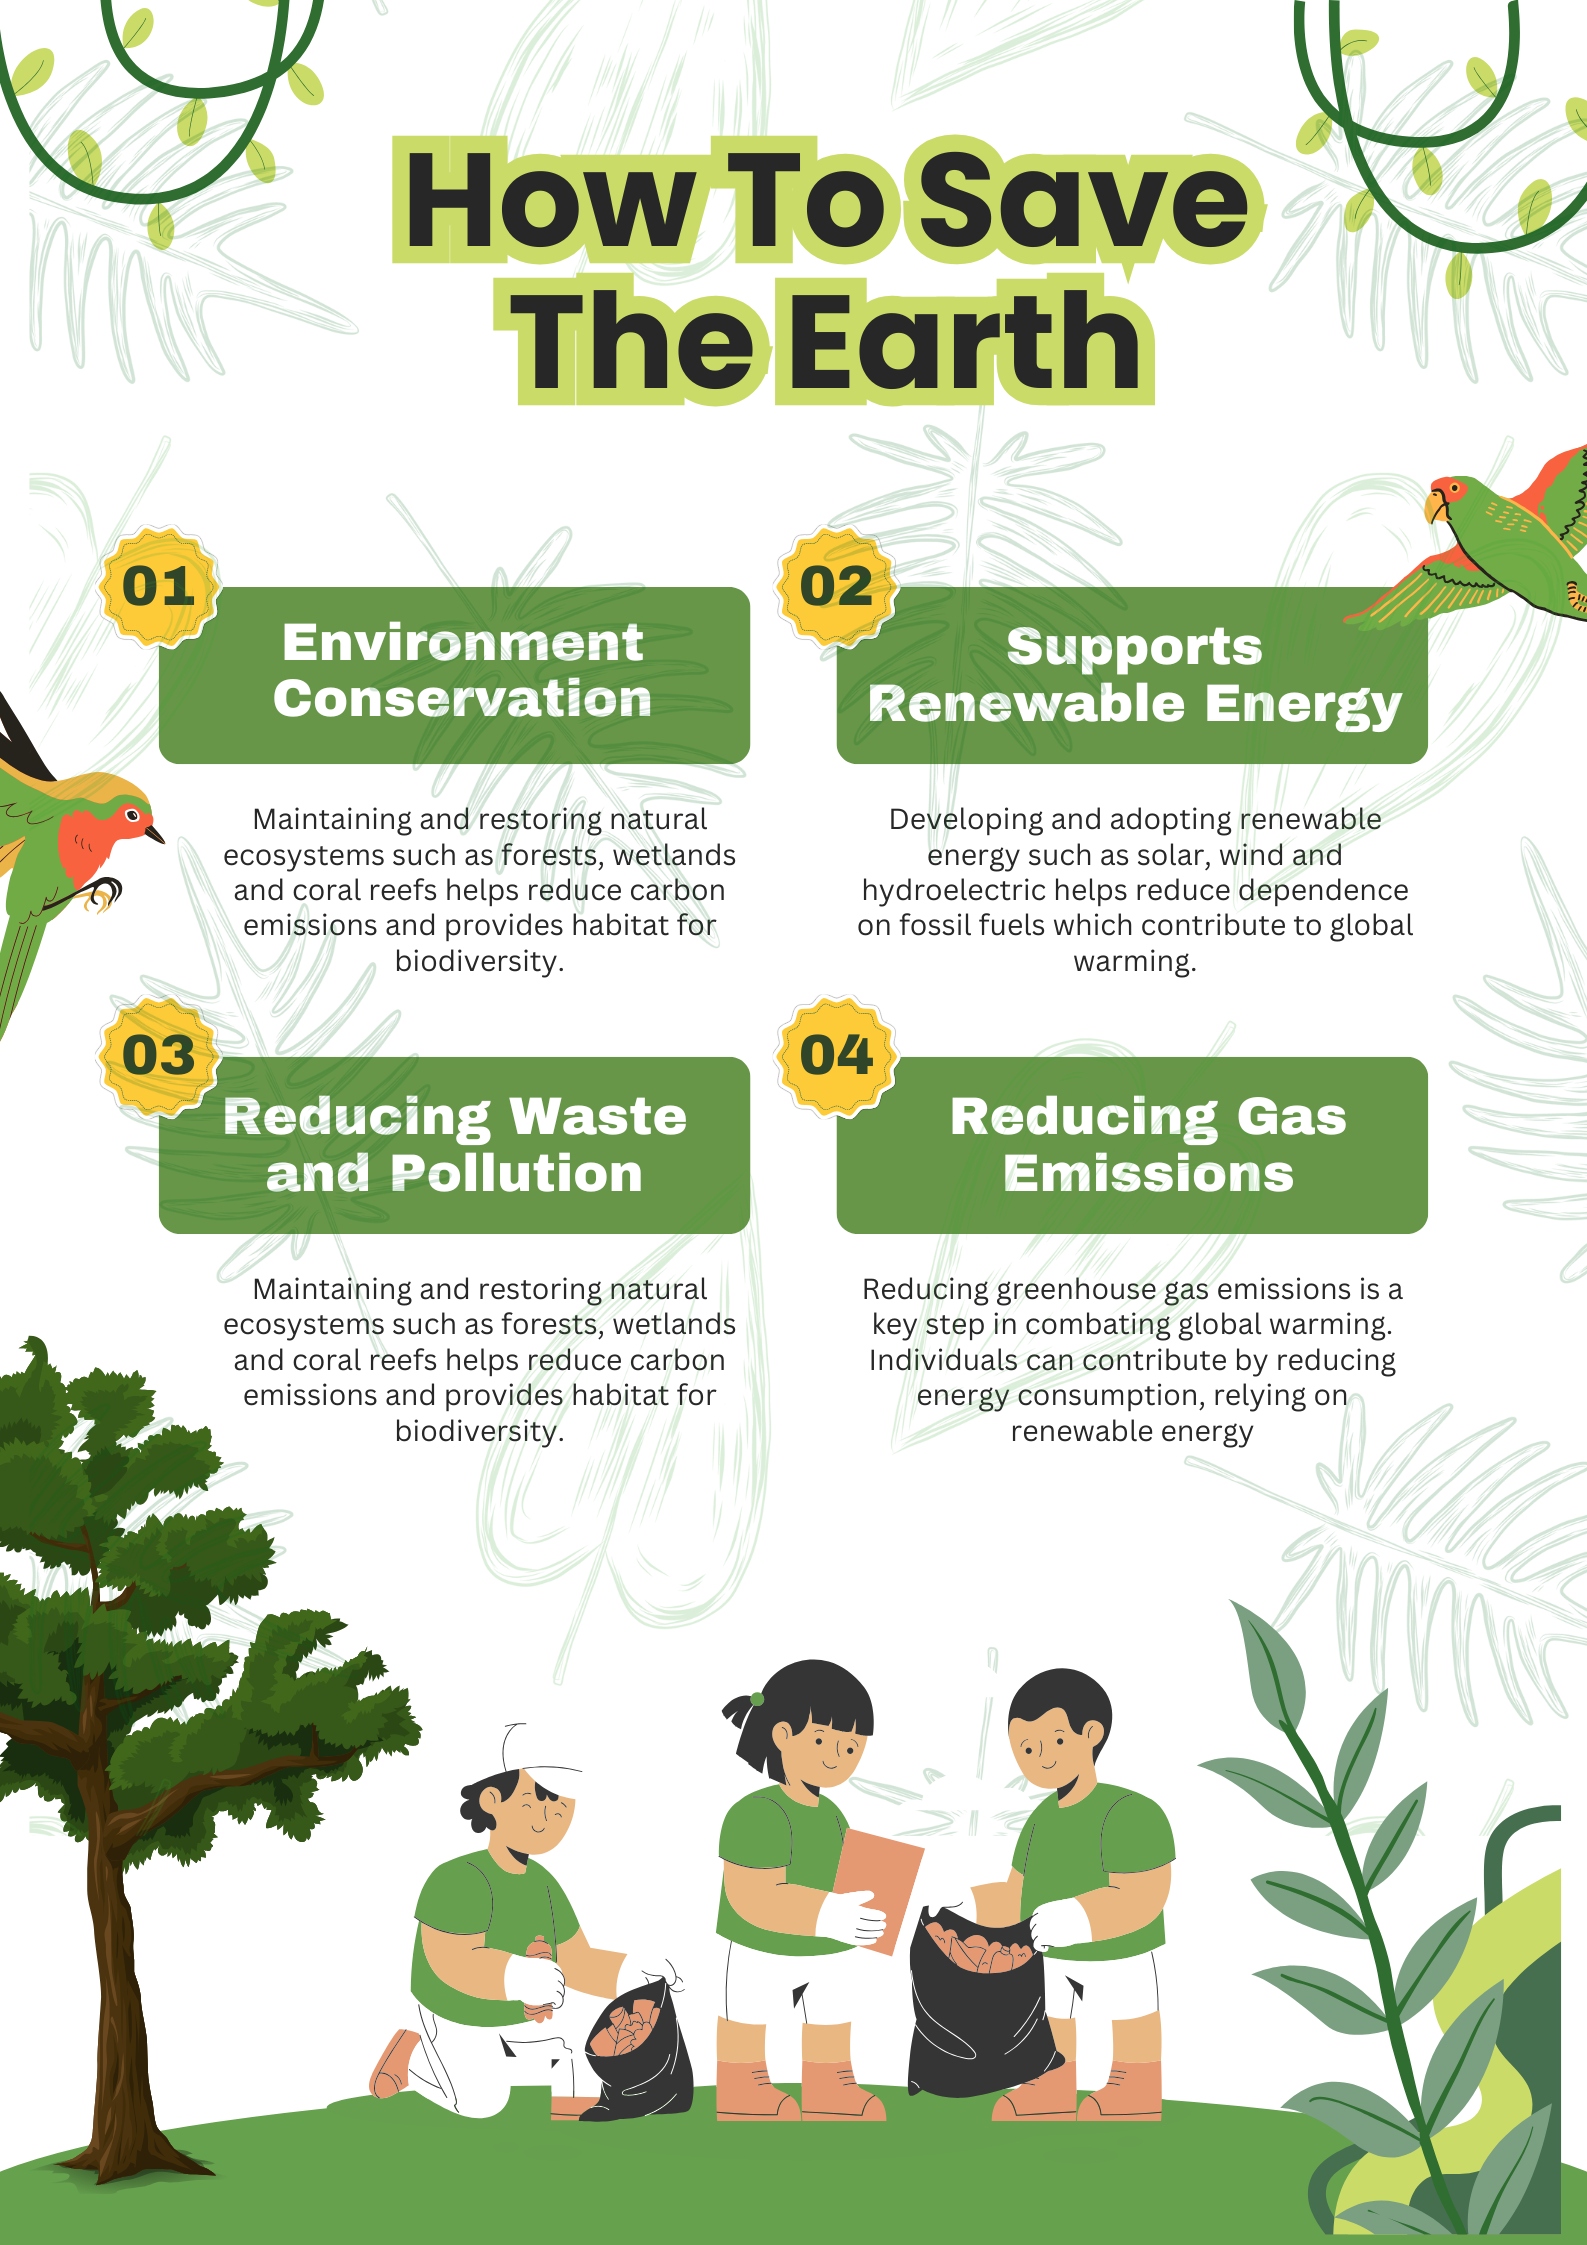 How To Save
The Earth
01
Environment
Conservation
Maintaining and restoring natural
ecosystems such as forests, wetlands
and coral reefs helps reduce carbon
emissions and provides habitat for
biodiversity.
02
Supports
Renewable Energy
Developing and adopting renewable
energy such as solar, wind and
hydroelectric helps reduce dependence
on fossil fuels which contribute to global
warming.
03
Reducing Waste
and Pollution
Maintaining and restoring natural
ecosystems such as forests, wetlands
and coral reefs helps reduce carbon
emissions and provides habitat for
biodiversity.
04
Reducing Gas
Emissions
Reducing greenhouse gas emissions is a
key step in combating global warming.
Individuals can contribute by reducing
energy consumption, relying on
renewable energy